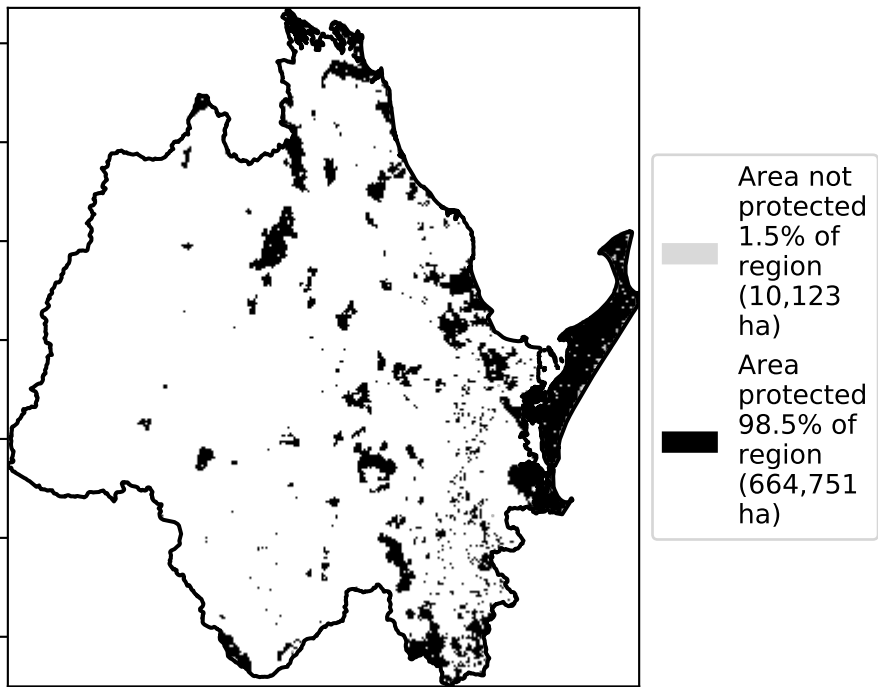 Area not
protected
1.5% of
region
(10,123
ha)
Area
protected
98.5% of
region
(664,751
ha)